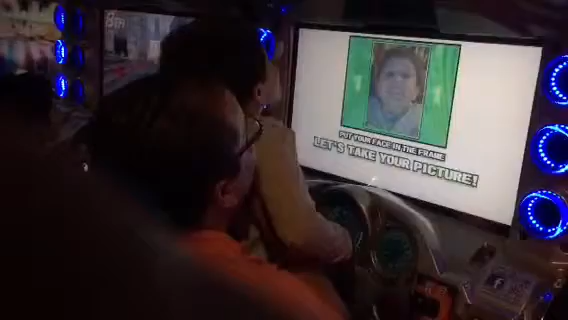 PUT YOUR FACE IN THE FRAME
LET'S TAKE YOUR PICTURE!